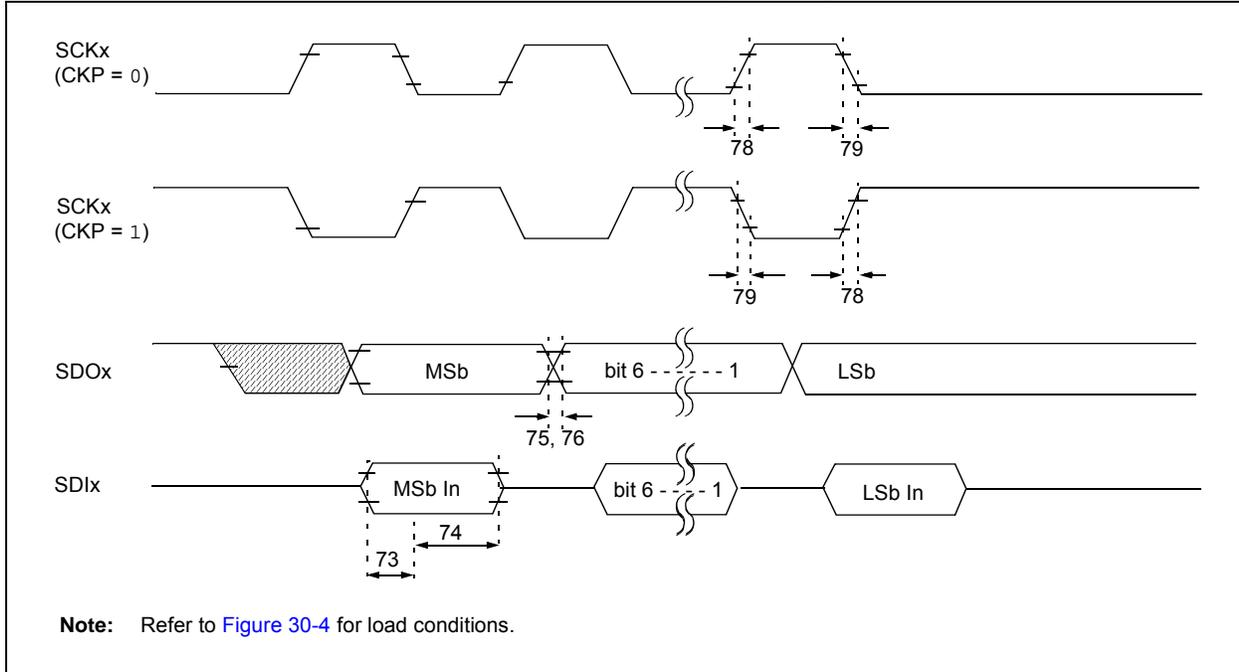 SCKx
(CKP = 0)
78
79
SCKx
(CKP = 1)
79
78
SDOx
MSb
bit 6 - - - - - - 1
LSb
75, 76
SDIx
MSb In
bit 6 - - - - 1
LSb In
74
73
Note: Refer to Figure 30-4 for load conditions.